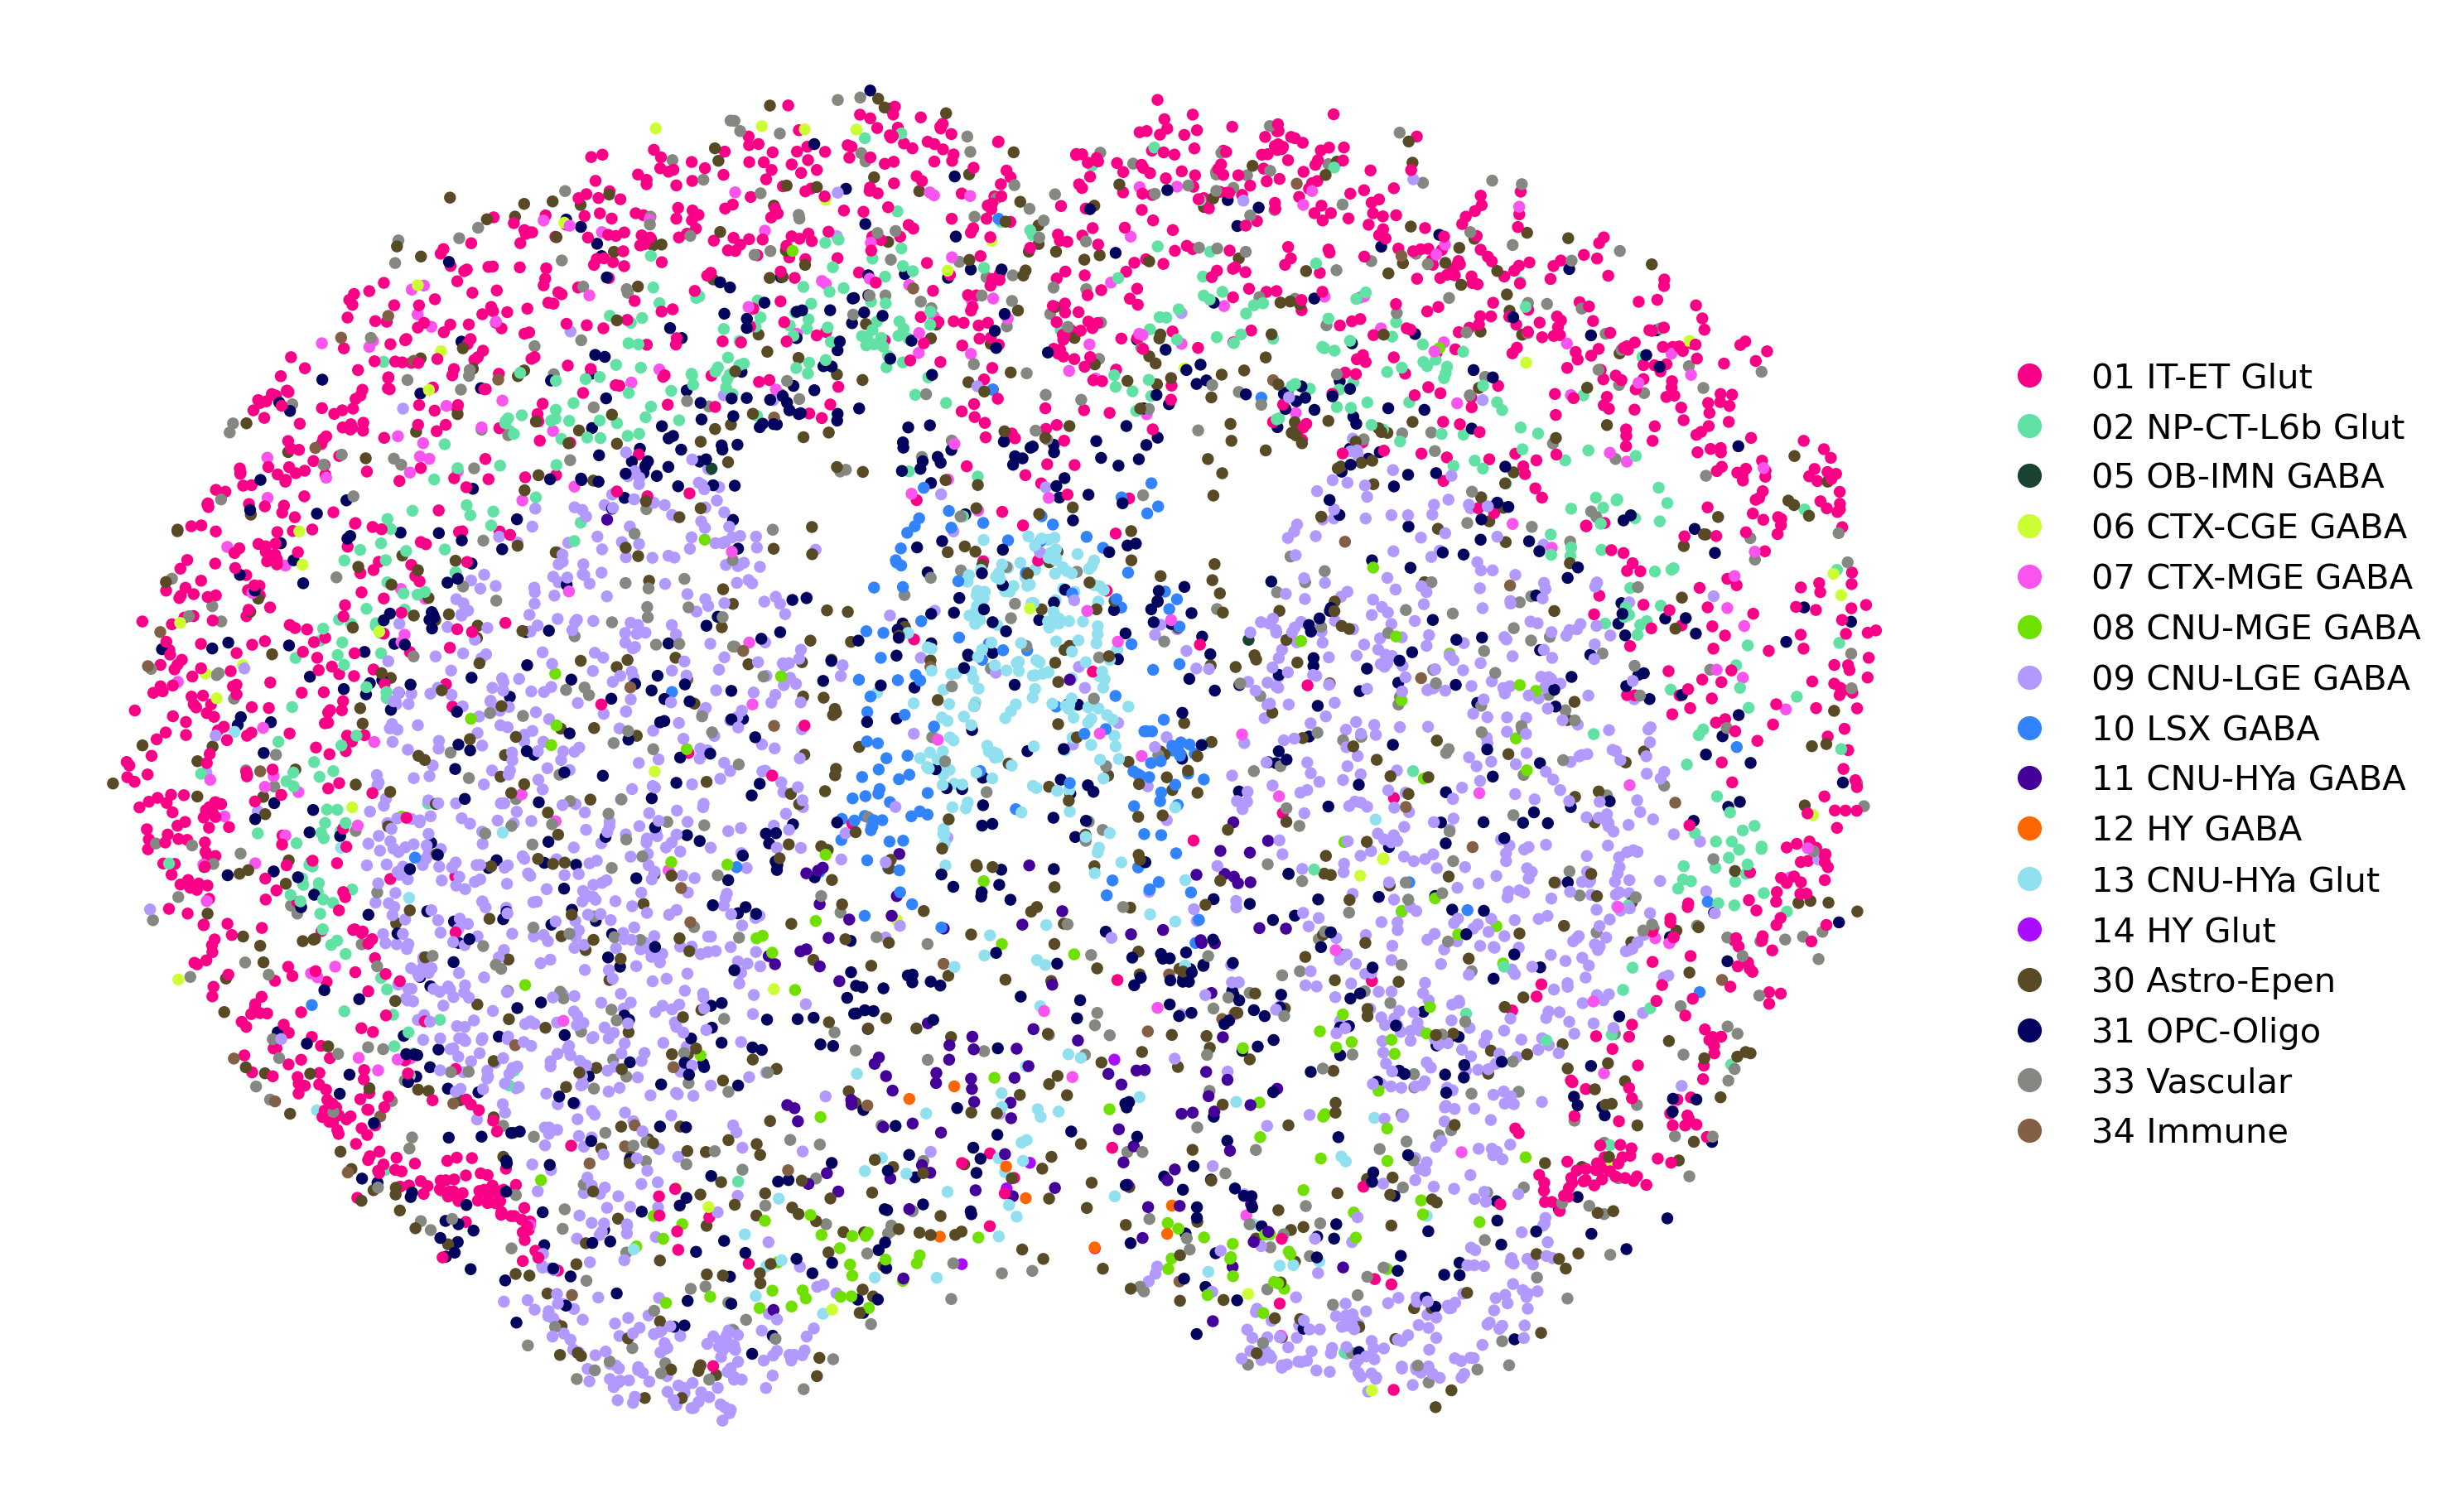 01 IT-ET Glut
02 NP-CT-L6b Glut
05 OB-IMN GABA
06 CTX-CGE GABA
07 CTX-MGE GABA
08 CNU-MGE GABA
09 CNU-LGE GABA
10 LSX GABA
11 CNU-HYa GABA
12 HY GABA
13 CNU-HYa Glut
14 HY Glut
30 Astro-Epen
31 OPC-Oligo
33 Vascular
34 Immune